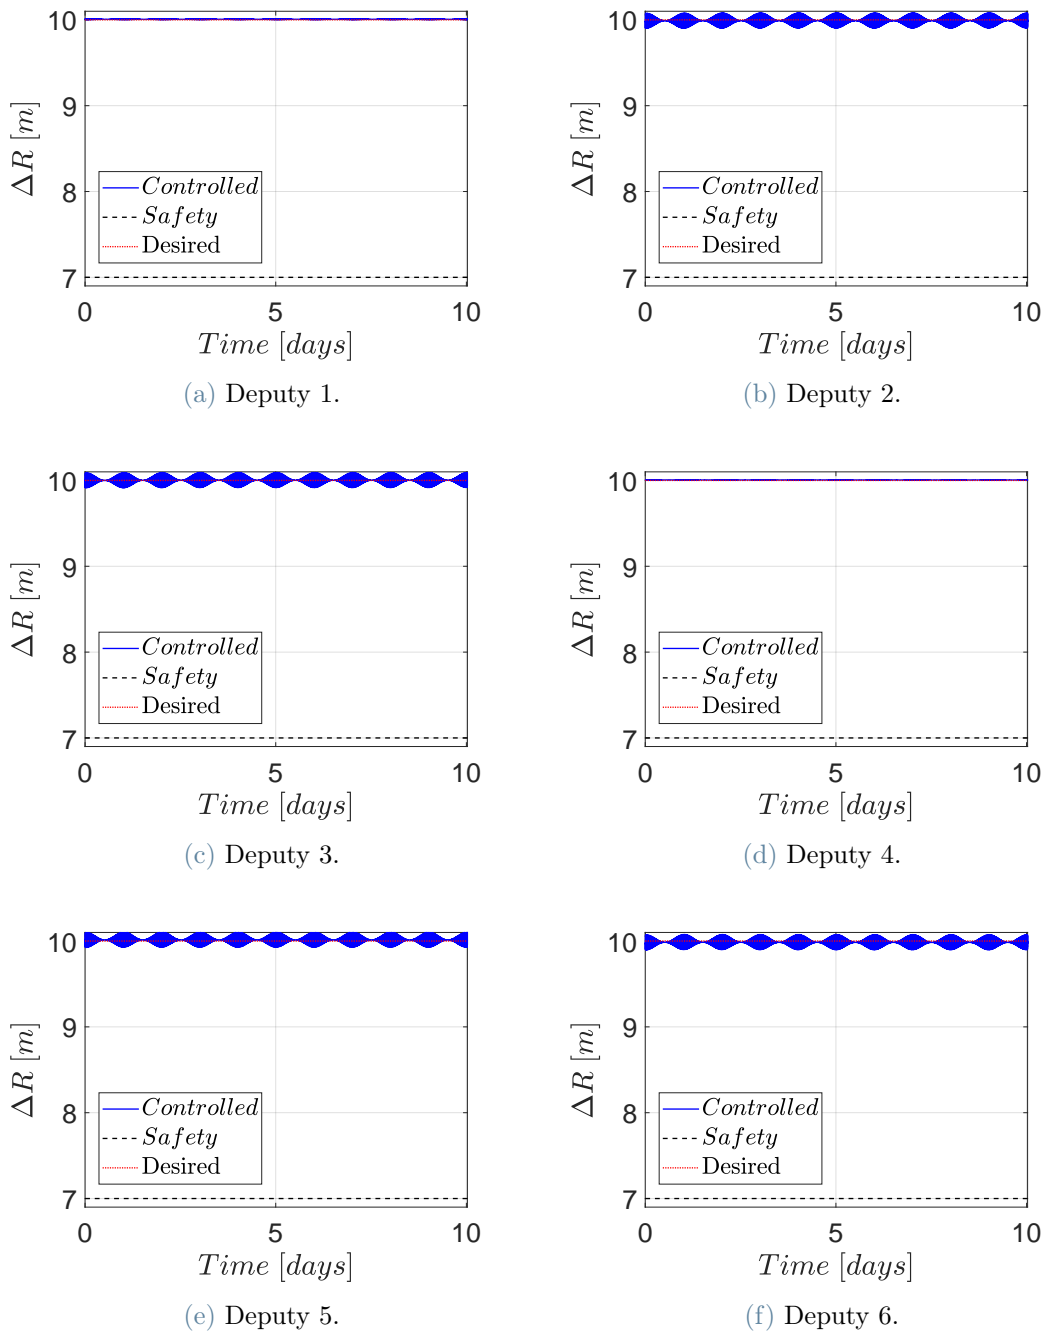 10
9
8
7
ΔR [m]
Controlled
Safety
Desired
0 5 10
Time [days]
(a) Deputy 1.
10
9
8
7
ΔR [m]
Controlled
Safety
Desired
0 5 10
Time [days]
(b) Deputy 2.
10
9
8
7
ΔR [m]
Controlled
Safety
Desired
0 5 10
Time [days]
(c) Deputy 3.
10
9
8
7
ΔR [m]
Controlled
Safety
Desired
0 5 10
Time [days]
(d) Deputy 4.
10
9
8
7
ΔR [m]
Controlled
Safety
Desired
0 5 10
Time [days]
(e) Deputy 5.
10
9
8
7
ΔR [m]
Controlled
Safety
Desired
0 5 10
Time [days]
(f) Deputy 6.